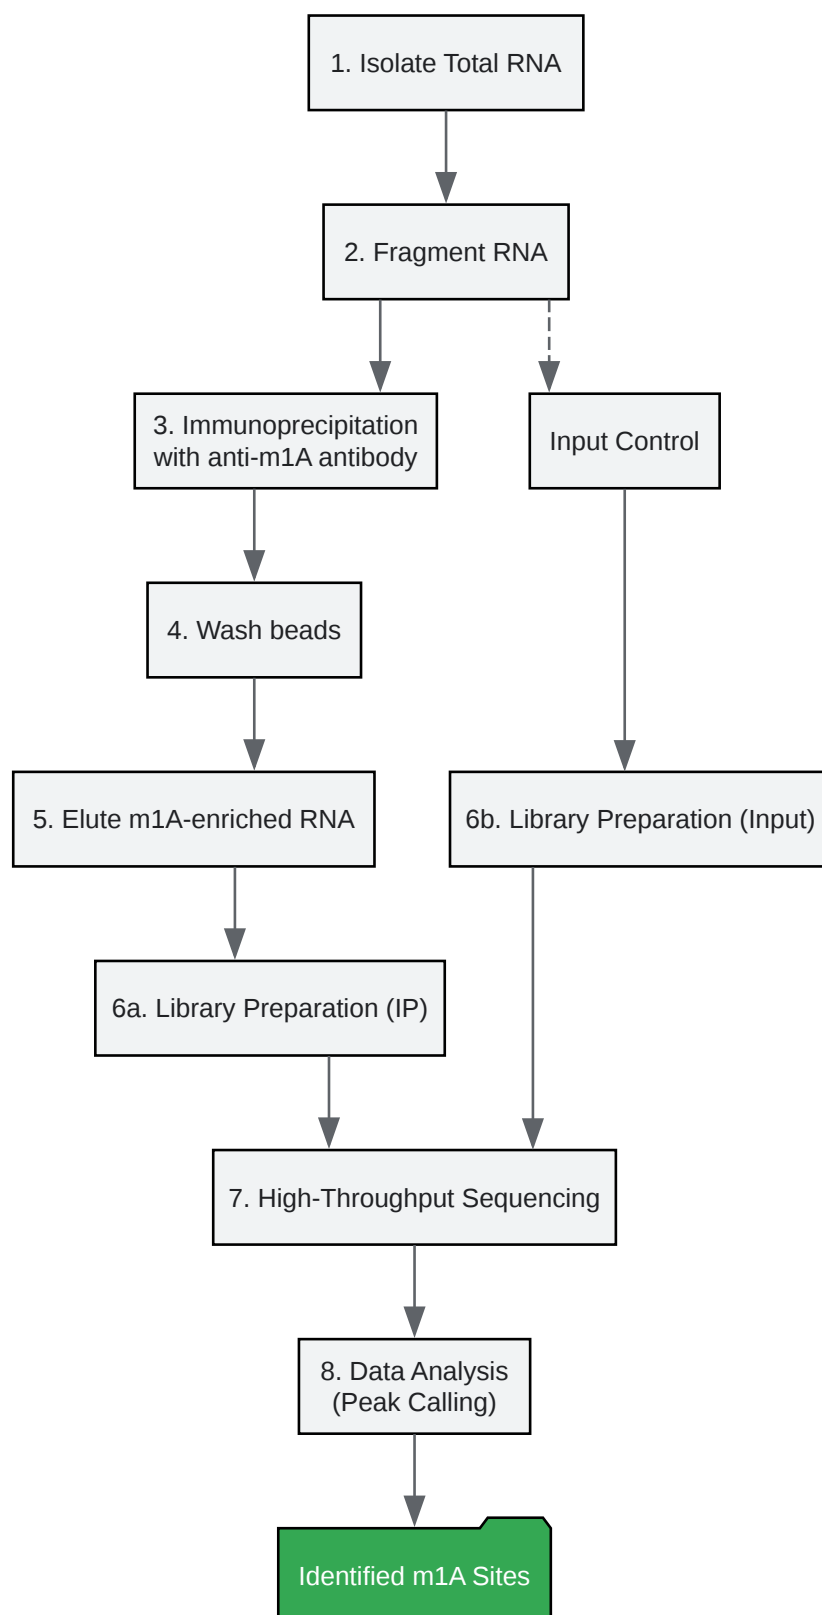 1. Isolate Total RNA
2. Fragment RNA
3. Immunoprecipitation
with anti-m1A antibody
Input Control
4. Wash beads
5. Elute m1A-enriched RNA
6b. Library Preparation (Input)
6a. Library Preparation (IP)
7. High-Throughput Sequencing
8. Data Analysis
(Peak Calling)
Identified m1A Sites